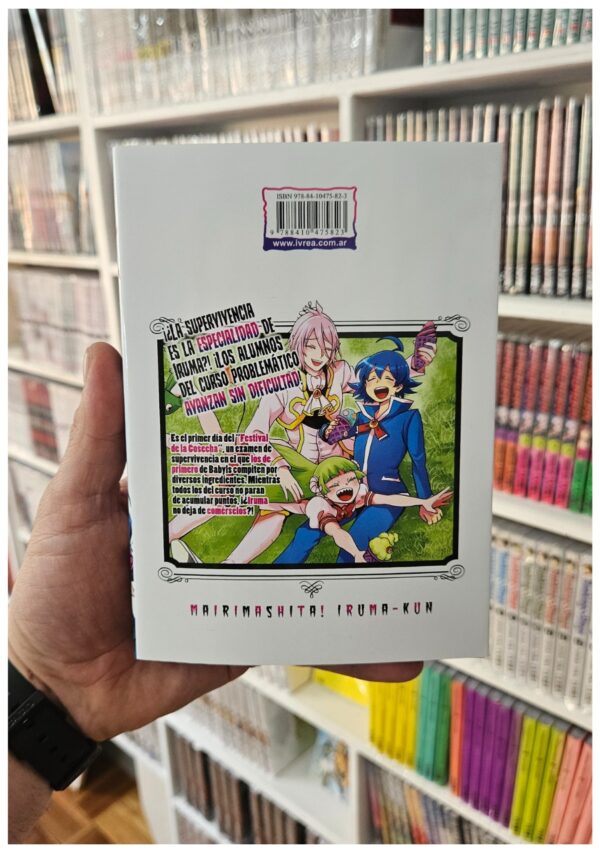 ISBN 978-84-10475-82-3
9 788410 475823
www.ivrea.com.ar
¡¿LA SUPERVIVENCIA
ES LA ESPECIALIDAD DE
IRUMA?! ¡LOS ALUMNOS
DEL CURSO PROBLEMÁTICO
AVANZAN SIN DIFICULTAD!
Es el primer día del "Festival
de la Cosecha", un examen de
supervivencia en el que los de
primero de Babyls compiten por
diversos ingredientes. Mientras
todos los del curso no paran
de acumular puntos, ¡¿Iruma
no deja de comérselos?!
MAIRIMASHITA! IRUMA-KUN